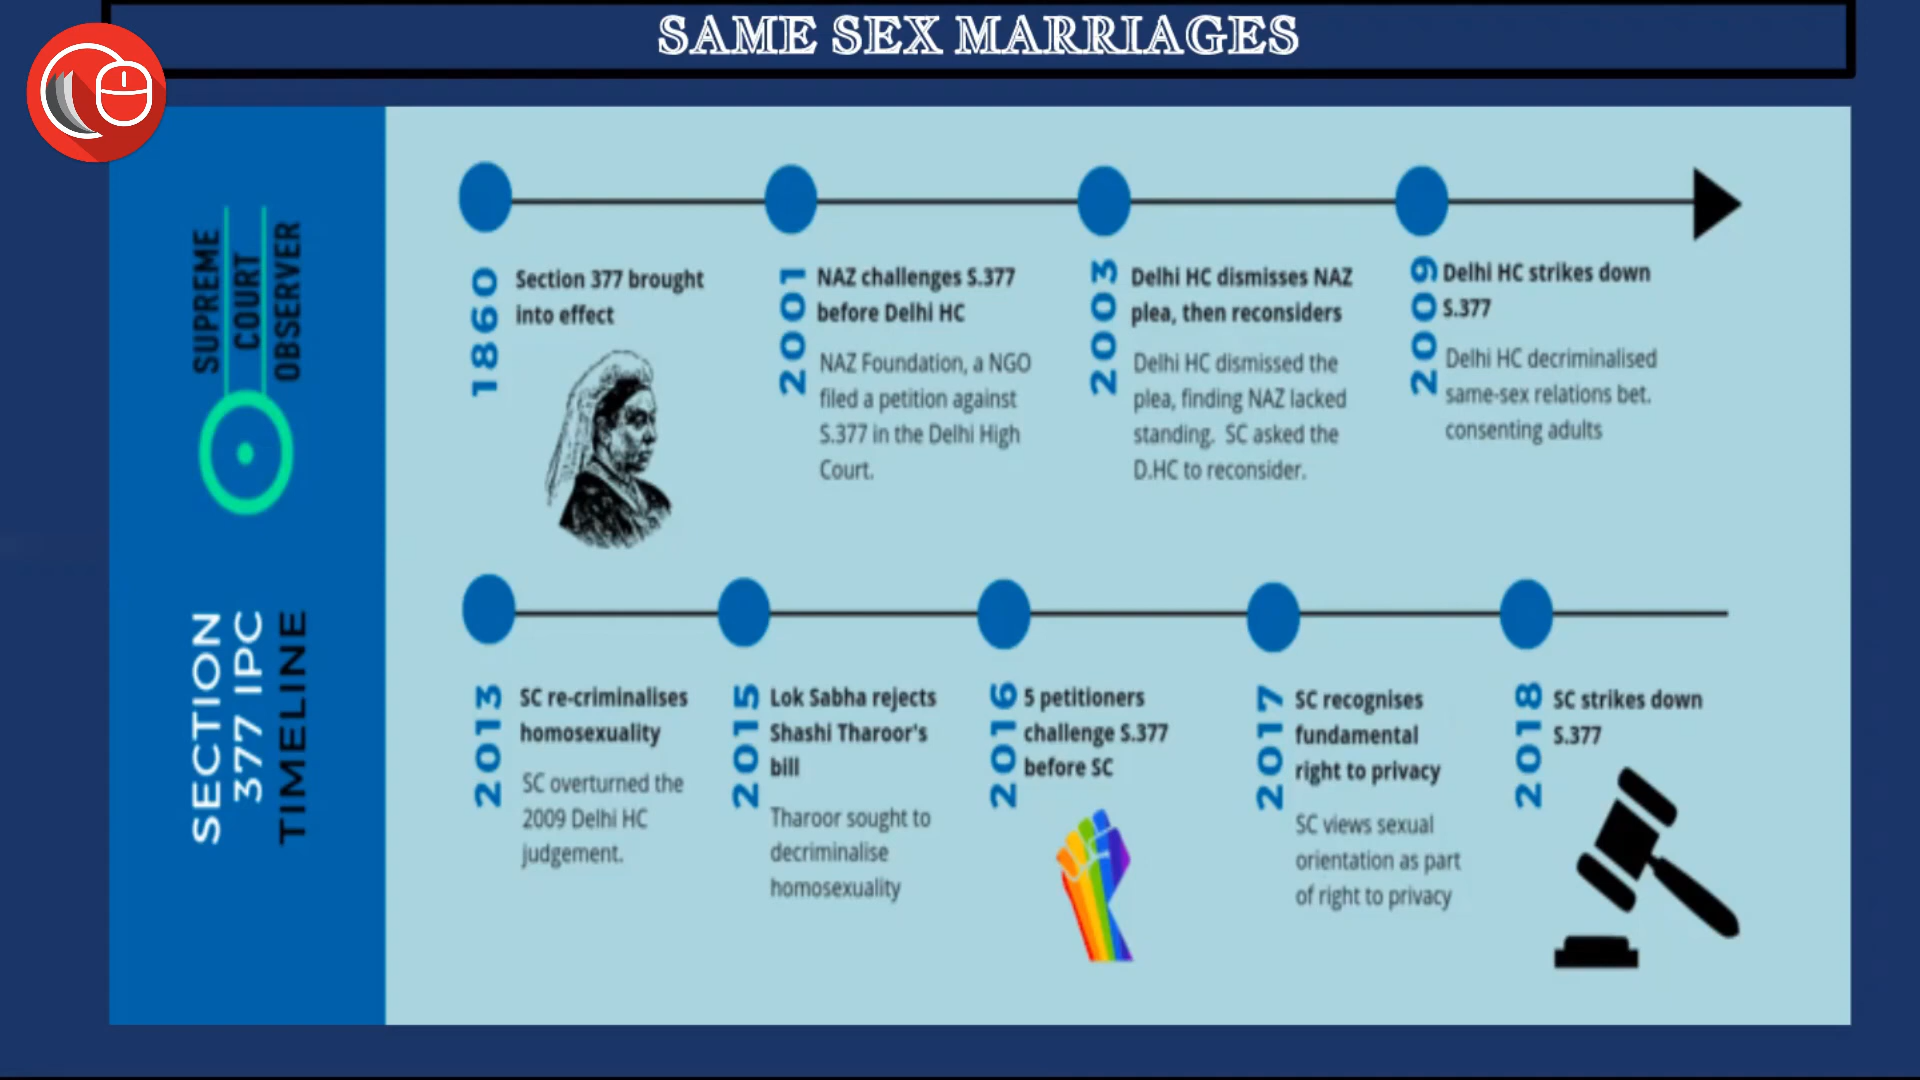 SAME SEX MARRIAGES
SUPREME
COURT
OBSERVER
SECTION
377 IPC
TIMELINE
1860
Section 377 brought
into effect
2001
NAZ challenges S.377
before Delhi HC
NAZ Foundation, a NGO
filed a petition against
S.377 in the Delhi High
Court.
2003
Delhi HC dismisses NAZ
plea, then reconsiders
Delhi HC dismissed the
plea, finding NAZ lacked
standing. SC asked the
D.HC to reconsider.
2009
Delhi HC strikes down
S.377
Delhi HC decriminalised
same-sex relations bet.
consenting adults
2013
SC re-criminalises
homosexuality
SC overturned the
2009 Delhi HC
judgement.
2015
Lok Sabha rejects
Shashi Tharoor's
bill
Tharoor sought to
decriminalise
homosexuality
2016
5 petitioners
challenge S.377
before SC
2017
SC recognises
fundamental
right to privacy
SC views sexual
orientation as part
of right to privacy
2018
SC strikes down
S.377